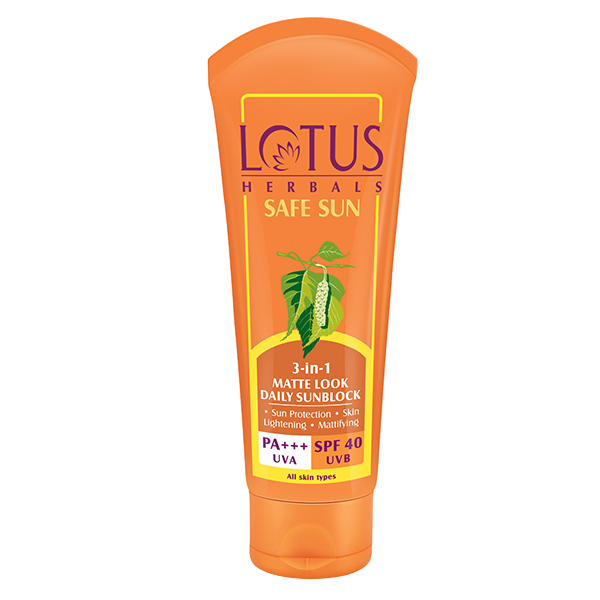 LOTUS
HERBALS
SAFE SUN
3-in-1
MATTE LOOK
DAILY SUNBLOCK
• Sun Protection • Skin
Lightening • Mattifying
PA+++ SPF 40
UVA UVB
All skin types